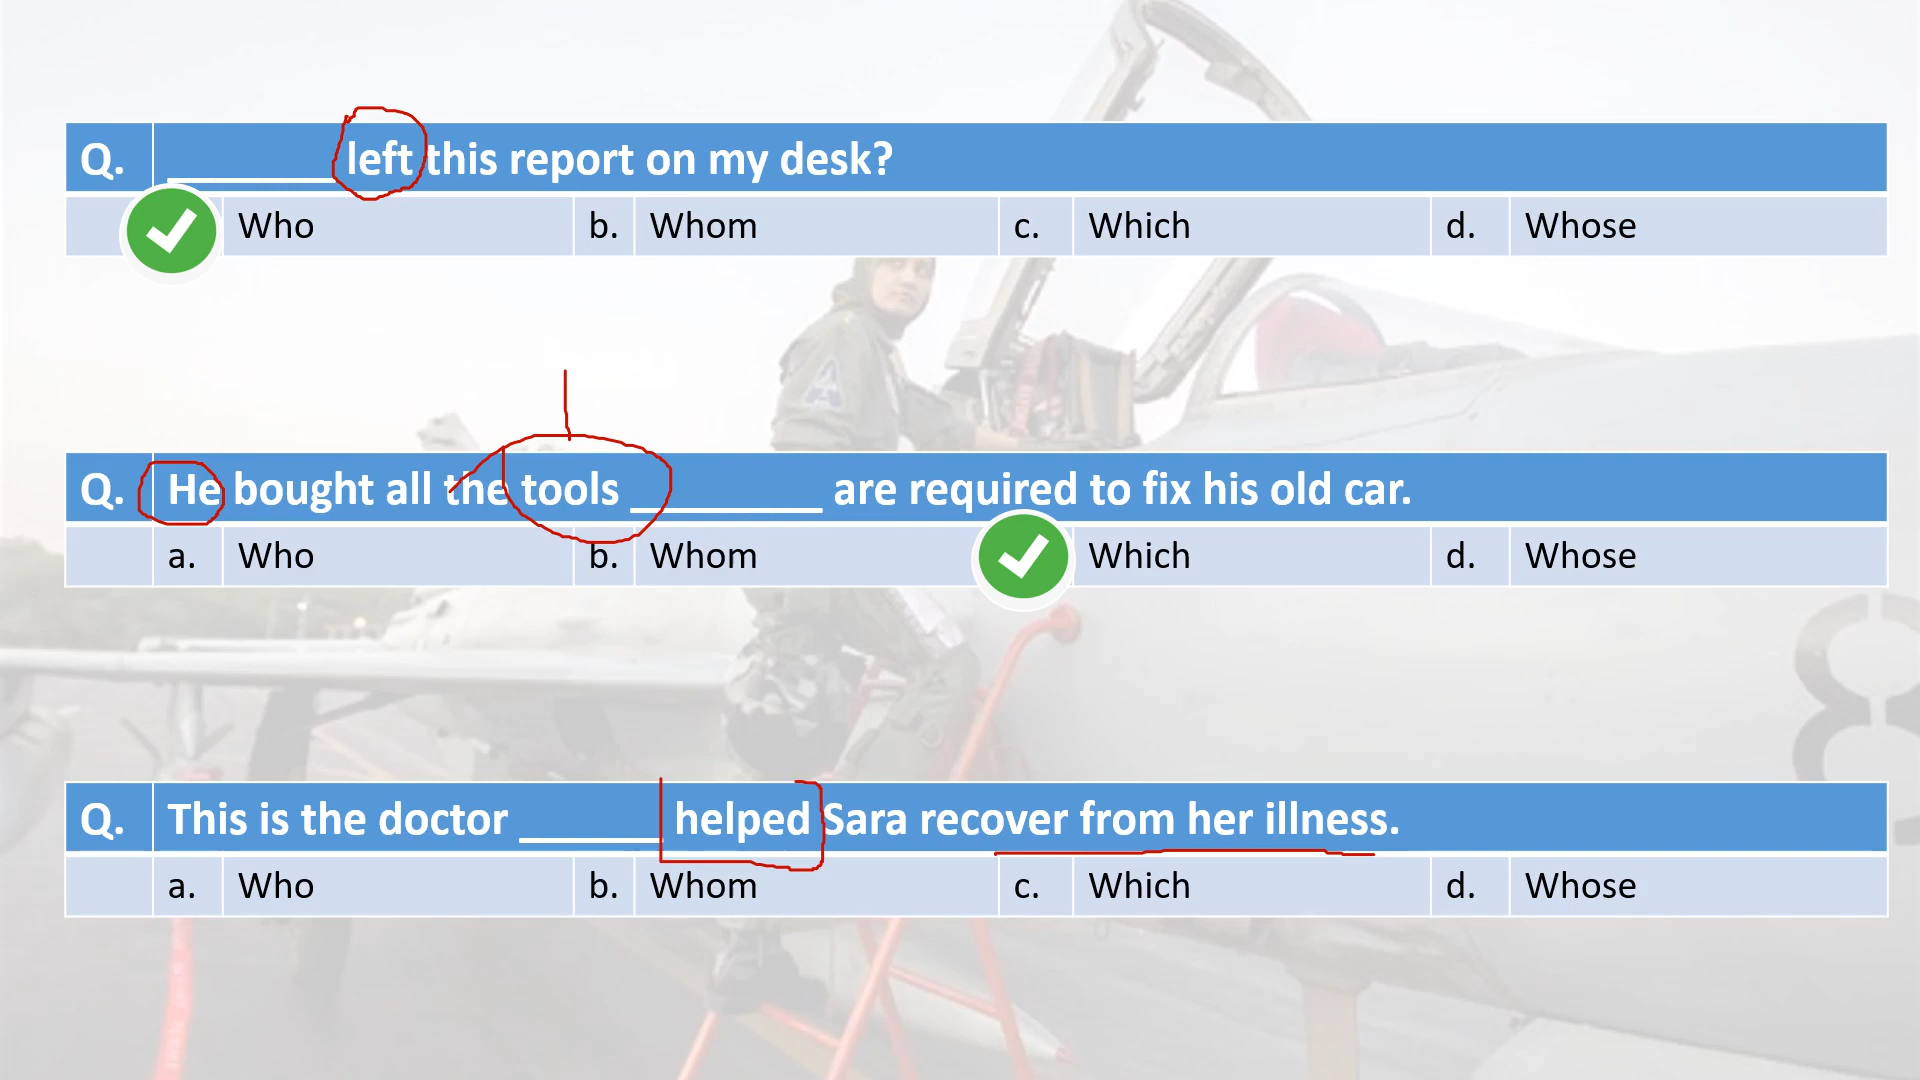 Q. ________ left this report on my desk?
Who b. Whom c. Which d. Whose
Q. He bought all the tools ________ are required to fix his old car.
a. Who b. Whom Which d. Whose
Q. This is the doctor ______ helped Sara recover from her illness.
a. Who b. Whom c. Which d. Whose